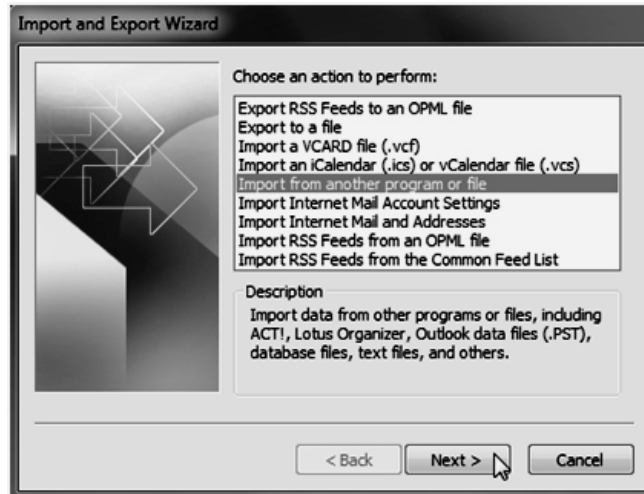 Import and Export Wizard
Choose an action to perform:
Export RSS Feeds to an OPML file
Export to a file
Import a VCARD file (.vcf)
Import an iCalendar (.ics) or vCalendar file (.vcs)
Import from another program or file
Import Internet Mail Account Settings
Import Internet Mail and Addresses
Import RSS Feeds from an OPML file
Import RSS Feeds from the Common Feed List
Description
Import data from other programs or files, including
ACT!, Lotus Organizer, Outlook data files (.PST),
database files, text files, and others.
< Back Next > Cancel